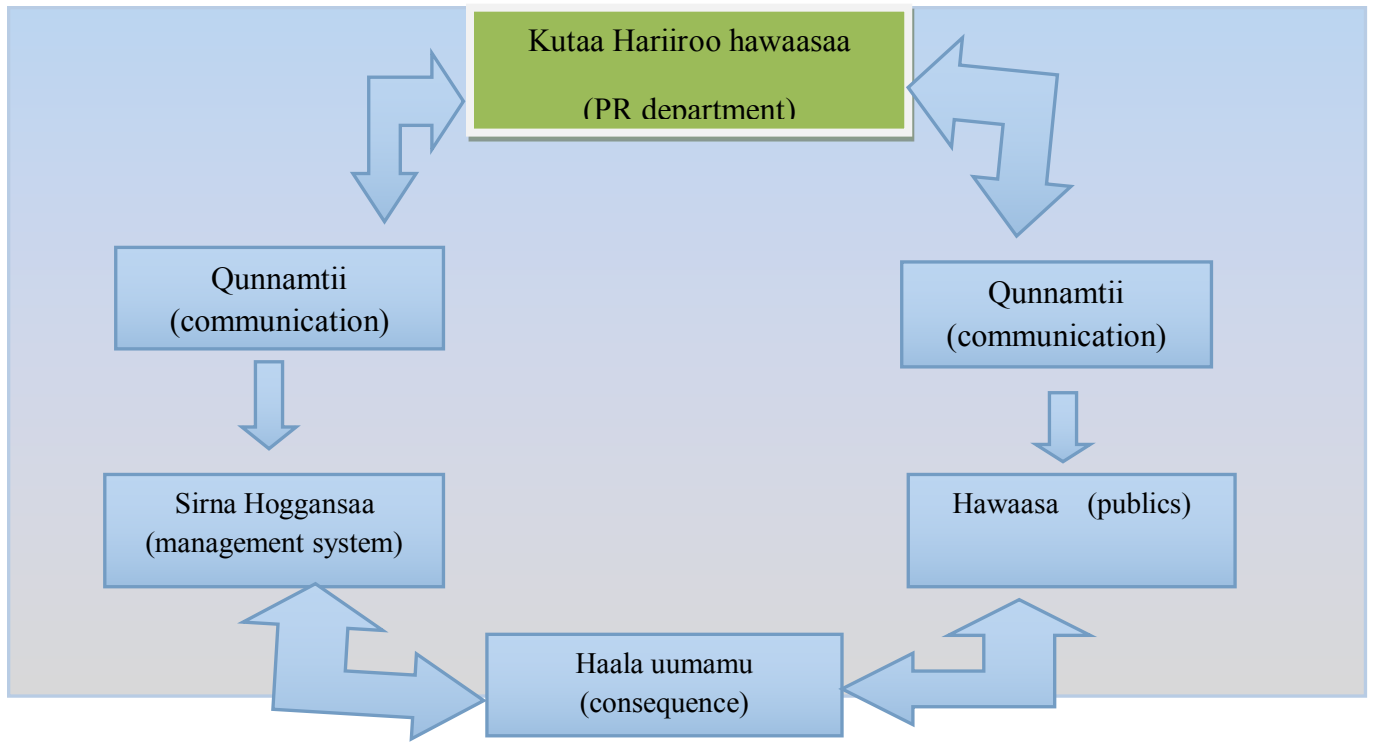 Kutaa Hariiroo hawaasaa
(PR department)
Qunnamtii
(communication)
Qunnamtii
(communication)
Sirna Hoggansaa
(management system)
Hawaasa (publics)
Haala uumamu
(consequence)